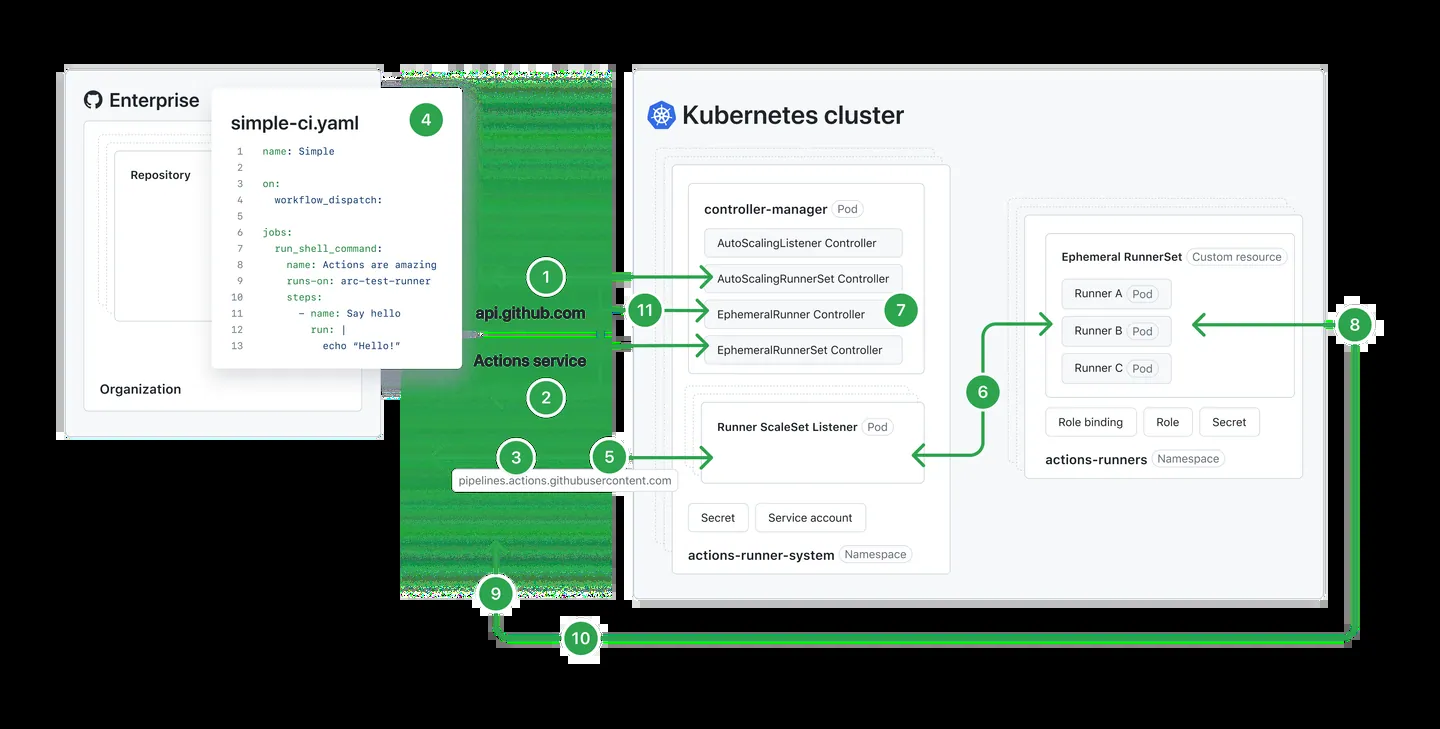 Enterprise
simple-ci.yaml
4
1 name: Simple
2
3 on:
4 workflow_dispatch:
5
6 jobs:
7 run_shell_command:
8 name: Actions are amazing
9 runs-on: arc-test-runner
10 steps:
11 - name: Say hello
12 run: |
13 echo “Hello!”
Repository
Organization
1
api.github.com
Actions service
2
3
5
pipelines.actions.githubusercontent.com
9
10
11
Kubernetes cluster
controller-manager Pod
AutoScalingListener Controller
AutoScalingRunnerSet Controller
EphemeralRunner Controller
7
EphemeralRunnerSet Controller
Runner ScaleSet Listener Pod
Secret
Service account
actions-runner-system Namespace
6
Ephemeral RunnerSet Custom resource
Runner A Pod
Runner B Pod
Runner C Pod
Role binding
Role
Secret
actions-runners Namespace
8